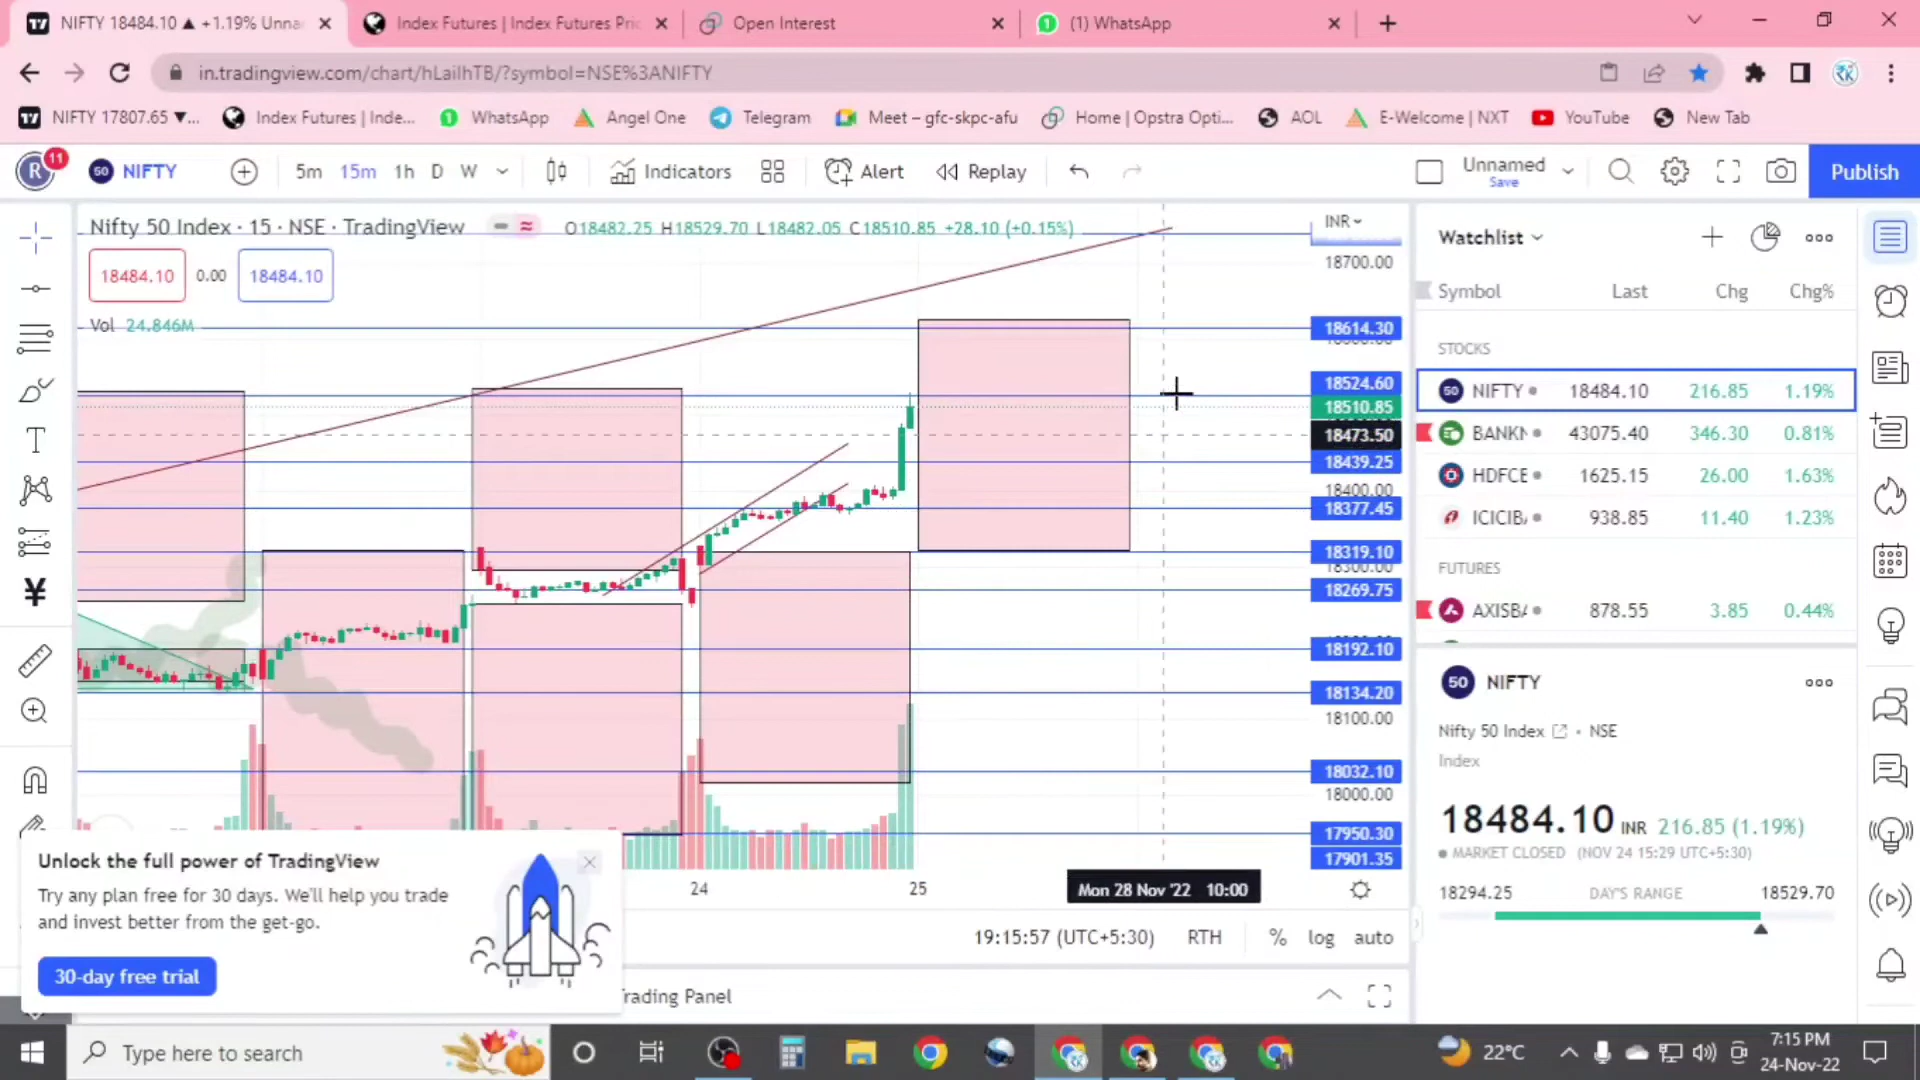 NIFTY 18484.10 ▲ +1.19% Unna
Index Futures | Index Futures Pric
Open Interest
(1) WhatsApp
in.tradingview.com/chart/hLailhTB/?symbol=NSE%3ANIFTY
NIFTY 17807.65 ▼...
Index Futures | Inde...
WhatsApp
Angel One
Telegram
Meet – gfc-skpc-afu
Home | Opstra Opti...
AOL
E-Welcome | NXT
YouTube
New Tab
R 11
50 NIFTY
5m 15m 1h D W
Indicators
Alert
Replay
Unnamed
Save
Publish
Nifty 50 Index · 15 · NSE · TradingView
O18482.25 H18529.70 L18482.05 C18510.85 +28.10 (+0.15%)
INR
18484.10 0.00 18484.10
Vol 24.846M
18700.00
18614.30
18524.60
18510.85
18473.50
18439.25
18400.00
18377.45
18319.10
18300.00
18269.75
18192.10
18134.20
18100.00
18032.10
18000.00
17950.30
17901.35
24 25
Mon 28 Nov '22 10:00
19:15:57 (UTC+5:30) RTH % log auto
Trading Panel
Unlock the full power of TradingView
Try any plan free for 30 days. We'll help you trade
and invest better from the get-go.
30-day free trial
Watchlist
Symbol Last Chg Chg%
STOCKS
50 NIFTY 18484.10 216.85 1.19%
BANKN 43075.40 346.30 0.81%
HDFCB 1625.15 26.00 1.63%
ICICIBA 938.85 11.40 1.23%
FUTURES
AXISBA 878.55 3.85 0.44%
50 NIFTY
Nifty 50 Index · NSE
Index
18484.10 INR 216.85 (1.19%)
MARKET CLOSED (NOV 24 15:29 UTC+5:30)
18294.25 DAY'S RANGE 18529.70
Type here to search
22°C
7:15 PM
24-Nov-22